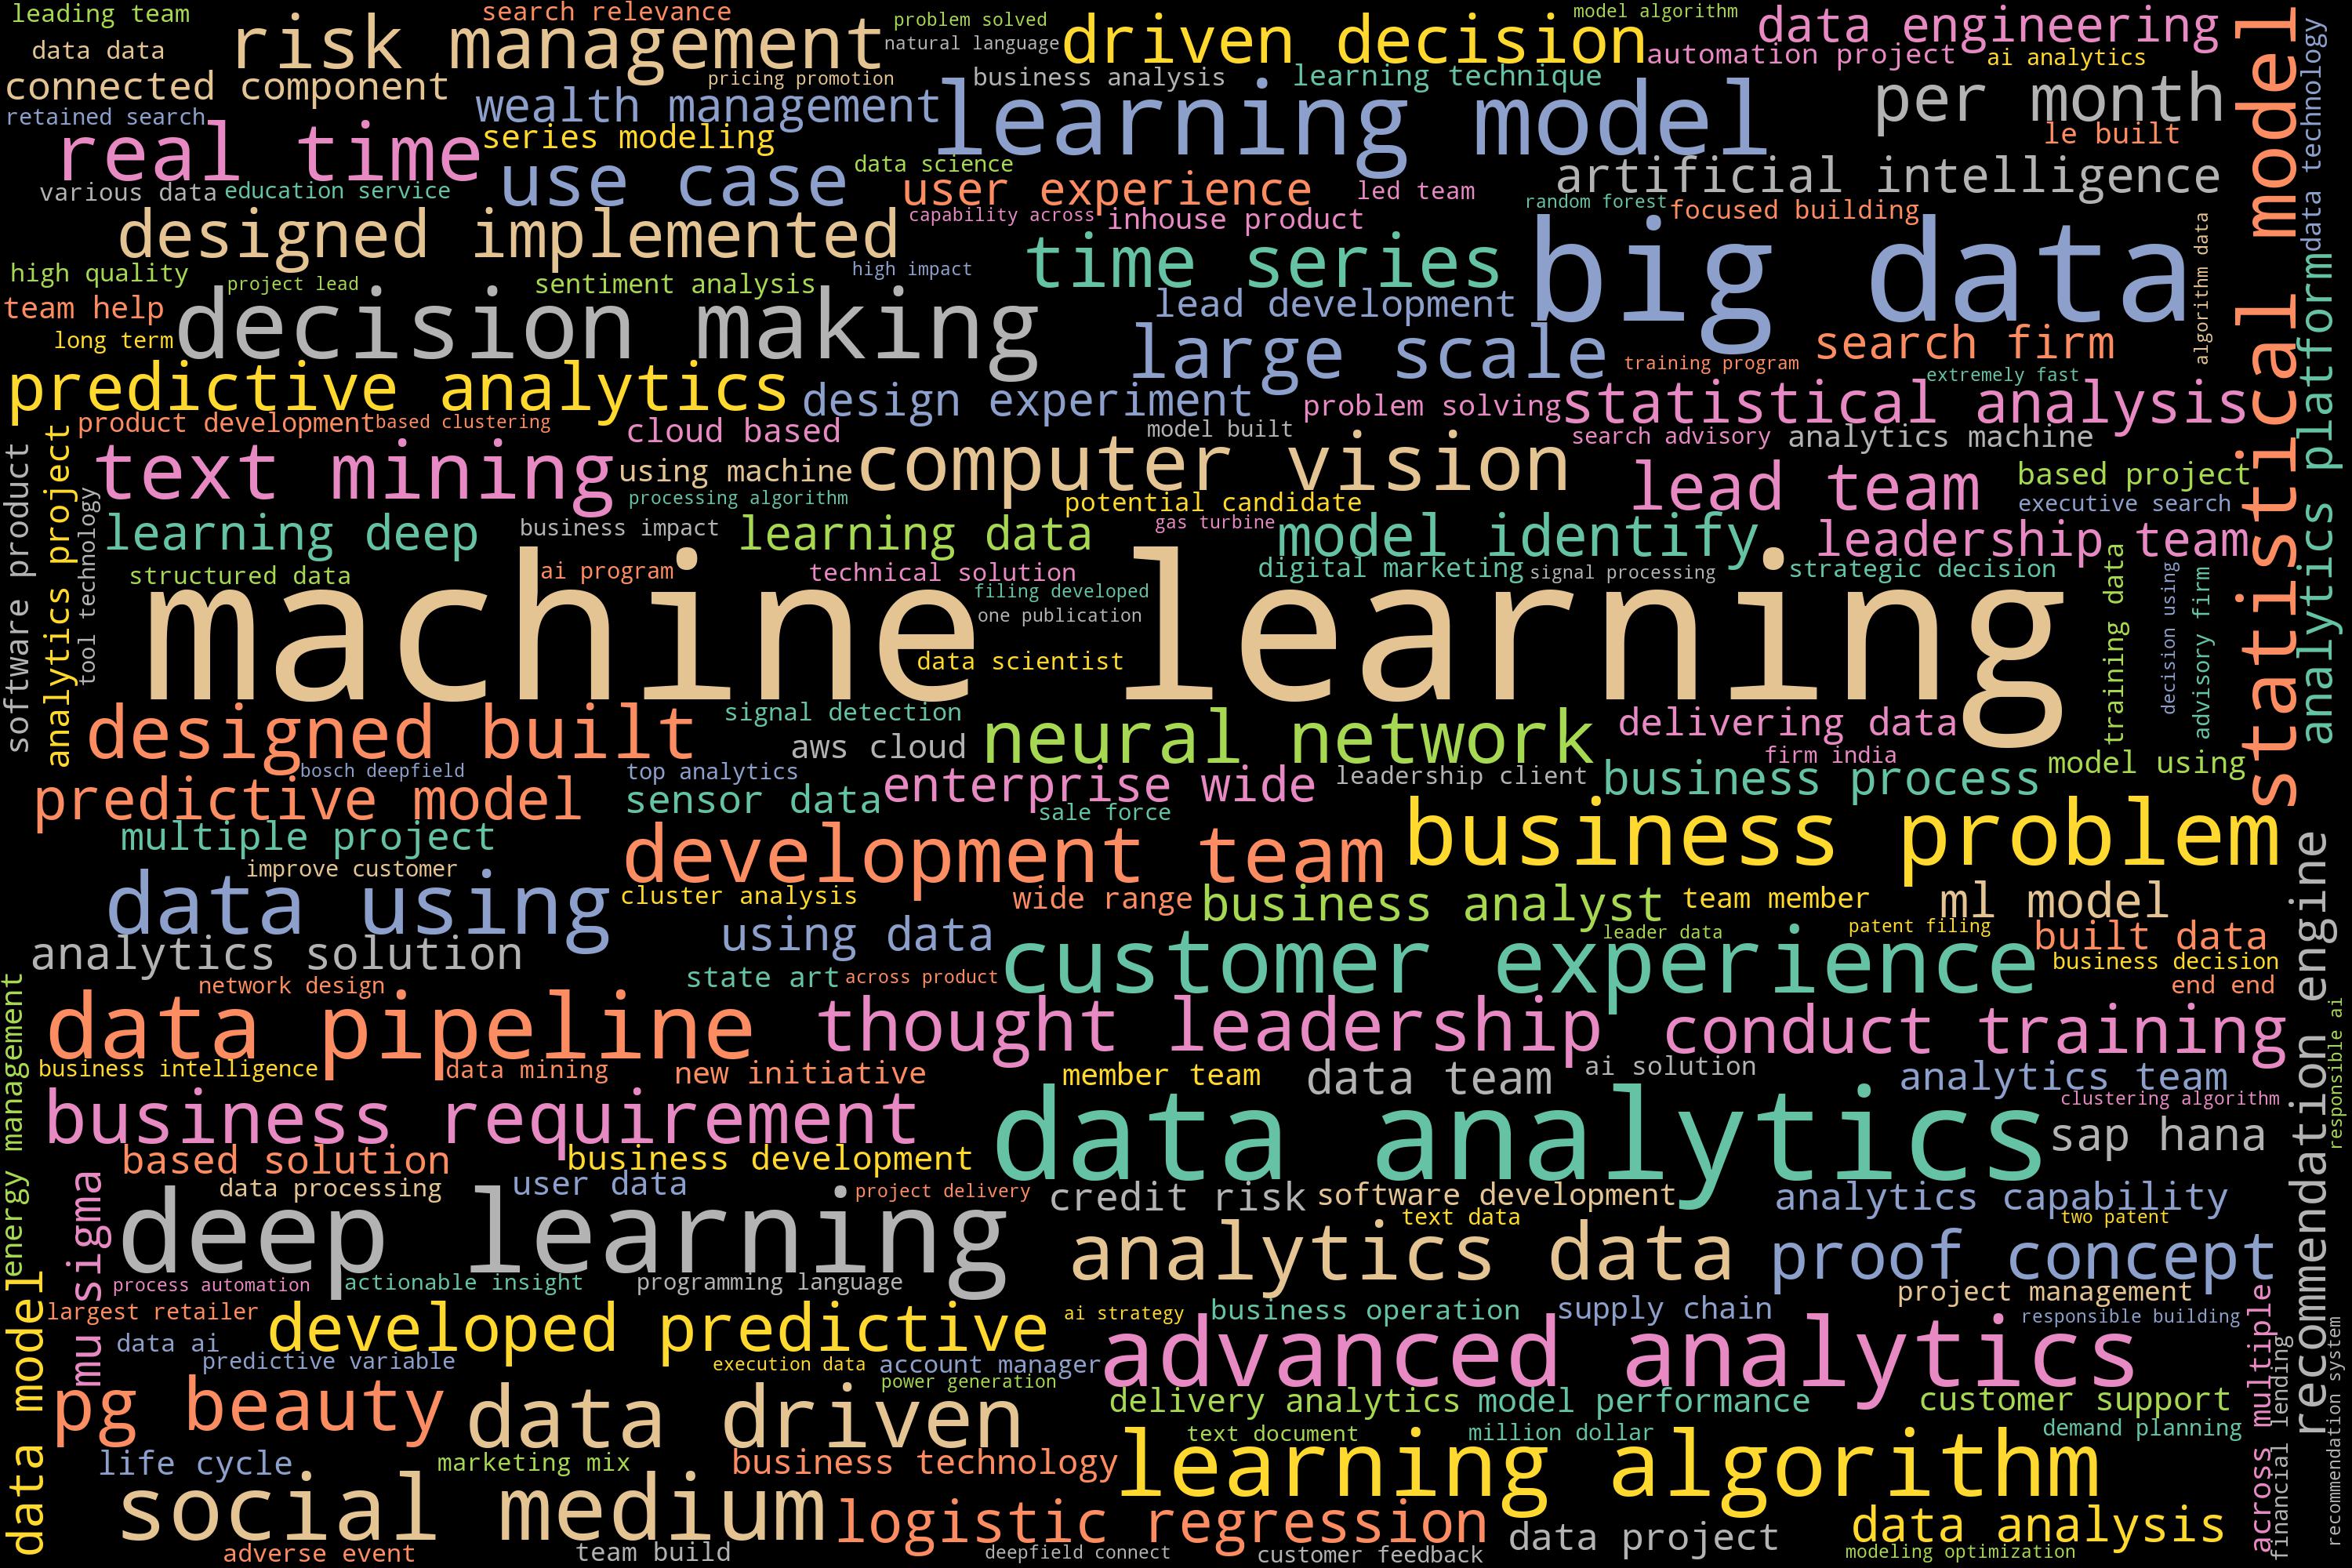 leading team
search relevance
problem solved
model algorithm
data engineering
data data
risk management
natural language
driven decision
automation project
ai analytics
connected component
pricing promotion
business analysis
learning technique
per month
retained search
wealth management
learning model
le built
real time
series modeling
data science
use case
artificial intelligence
various data
education service
user experience
led team
random forest
focused building
designed implemented
capability across
inhouse product
time series
big data
algorithm data
high quality
project lead
sentiment analysis
high impact
team help
decision making
lead development
long term
large scale
search firm
training program
predictive analytics
design experiment
extremely fast
problem solving
statistical analysis
product development
based clustering
cloud based
model built
search advisory
analytics machine
text mining
using machine
computer vision
lead team
based project
processing algorithm
potential candidate
executive search
learning deep
business impact
learning data
gas turbine
model identify
leadership team
structured data
ai program
technical solution
digital marketing
signal processing
strategic decision
machine learning
filing developed
one publication
data scientist
training data
decision using
advisory firm
software product
analytics project
tool technology
statistical model
data technology
analytics platform
designed built
signal detection
aws cloud
neural network
delivering data
firm india
bosch deepfield
top analytics
enterprise wide
leadership client
business process
model using
predictive model
sensor data
sale force
multiple project
development team
business problem
improve customer
data using
cluster analysis
wide range
business analyst
team member
ml model
analytics solution
using data
customer experience
leader data
patent filing
built data
state art
across product
business decision
network design
end end
data pipeline
thought leadership
conduct training
business intelligence
data mining
new initiative
member team
data team
ai solution
analytics team
business requirement
data analytics
clustering algorithm
sap hana
based solution
business development
data processing
user data
project delivery
credit risk
software development
analytics capability
deep learning
text data
two patent
analytics data
proof concept
process automation
actionable insight
programming language
project management
largest retailer
developed predictive
ai strategy
business operation
supply chain
responsible building
data ai
predictive variable
execution data
account manager
advanced analytics
power generation
pg beauty
data driven
delivery analytics
model performance
customer support
text document
million dollar
demand planning
life cycle
marketing mix
business technology
learning algorithm
social medium
logistic regression
data project
data analysis
adverse event
team build
deepfield connect
customer feedback
modeling optimization
energy management
data model
mu sigma
recommendation engine
responsible ai
across multiple
financial lending
recommendation system